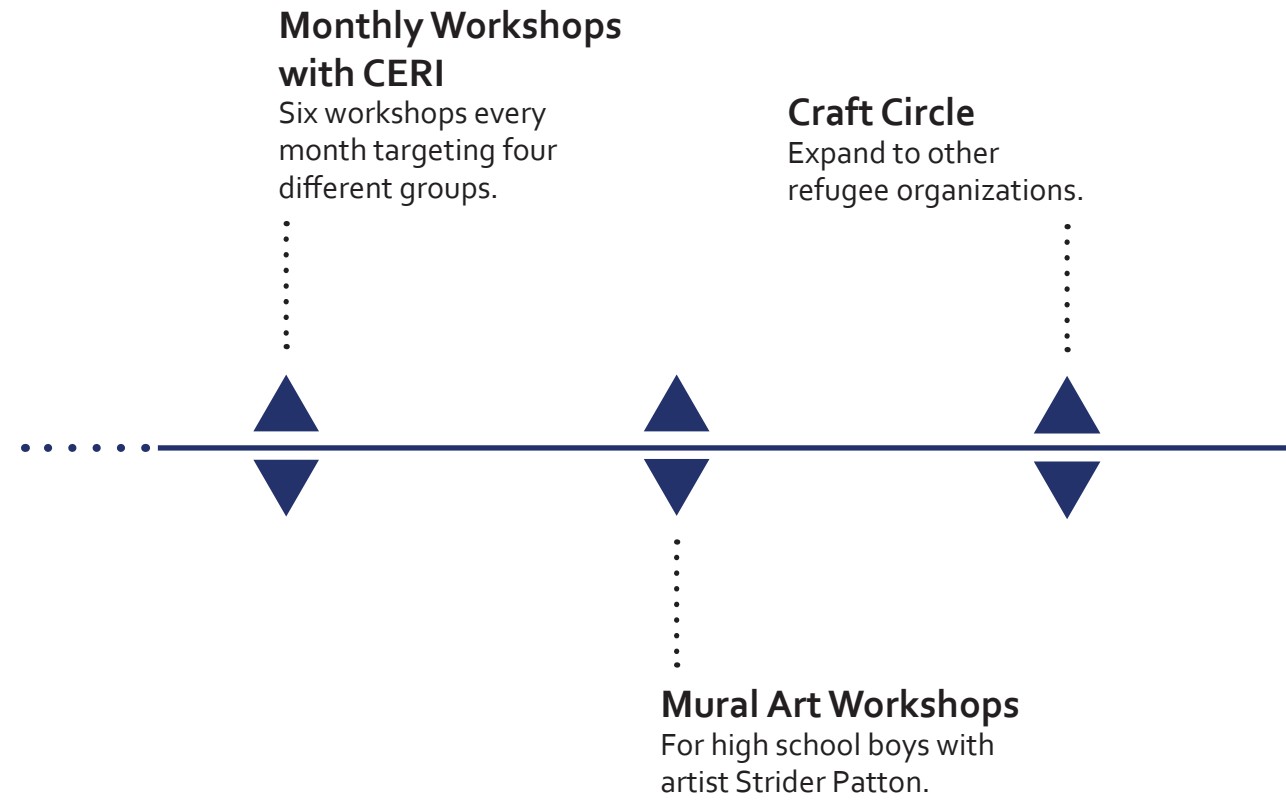 Monthly Workshops
with CERI
Six workshops every
month targeting four
different groups.
Craft Circle
Expand to other
refugee organizations.
Mural Art Workshops
For high school boys with
artist Strider Patton.